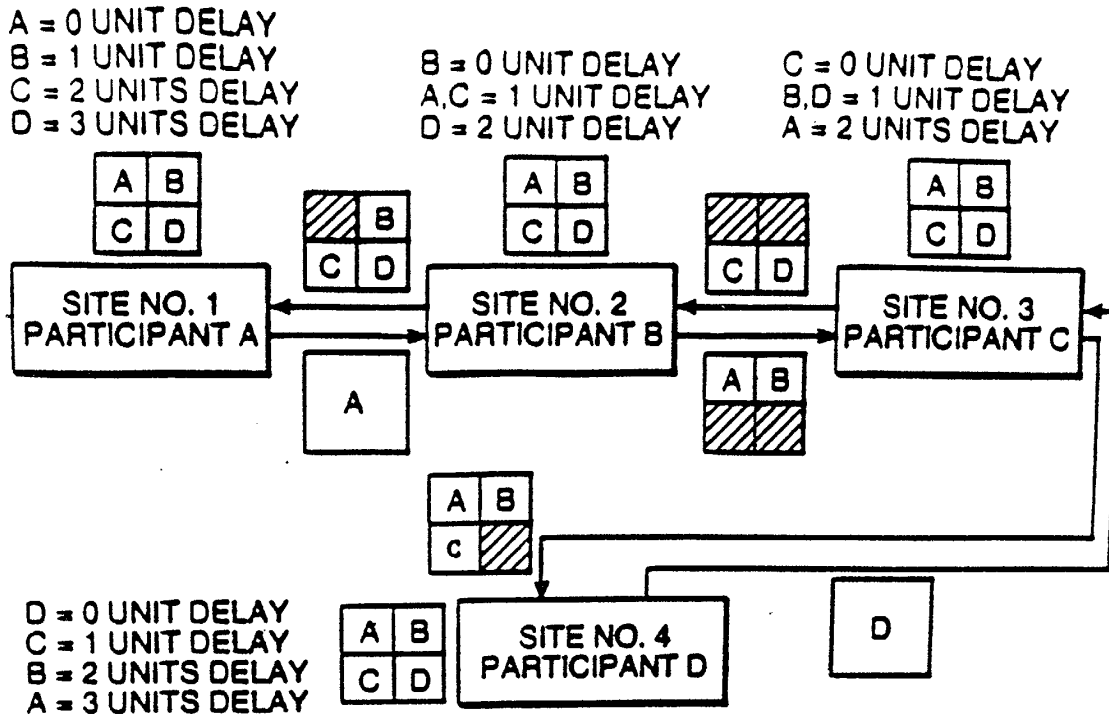 A = 0 UNIT DELAY
B = 1 UNIT DELAY
C = 2 UNITS DELAY
D = 3 UNITS DELAY
B = 0 UNIT DELAY
A,C = 1 UNIT DELAY
D = 2 UNIT DELAY
C = 0 UNIT DELAY
B,D = 1 UNIT DELAY
A = 2 UNITS DELAY
A B
C D
B
C D
A B
C D
C D
A B
C D
SITE NO. 1
PARTICIPANT A
SITE NO. 2
PARTICIPANT B
SITE NO. 3
PARTICIPANT C
A
A B
A B
C
D = 0 UNIT DELAY
C = 1 UNIT DELAY
B = 2 UNITS DELAY
A = 3 UNITS DELAY
A B
C D
SITE NO. 4
PARTICIPANT D
D